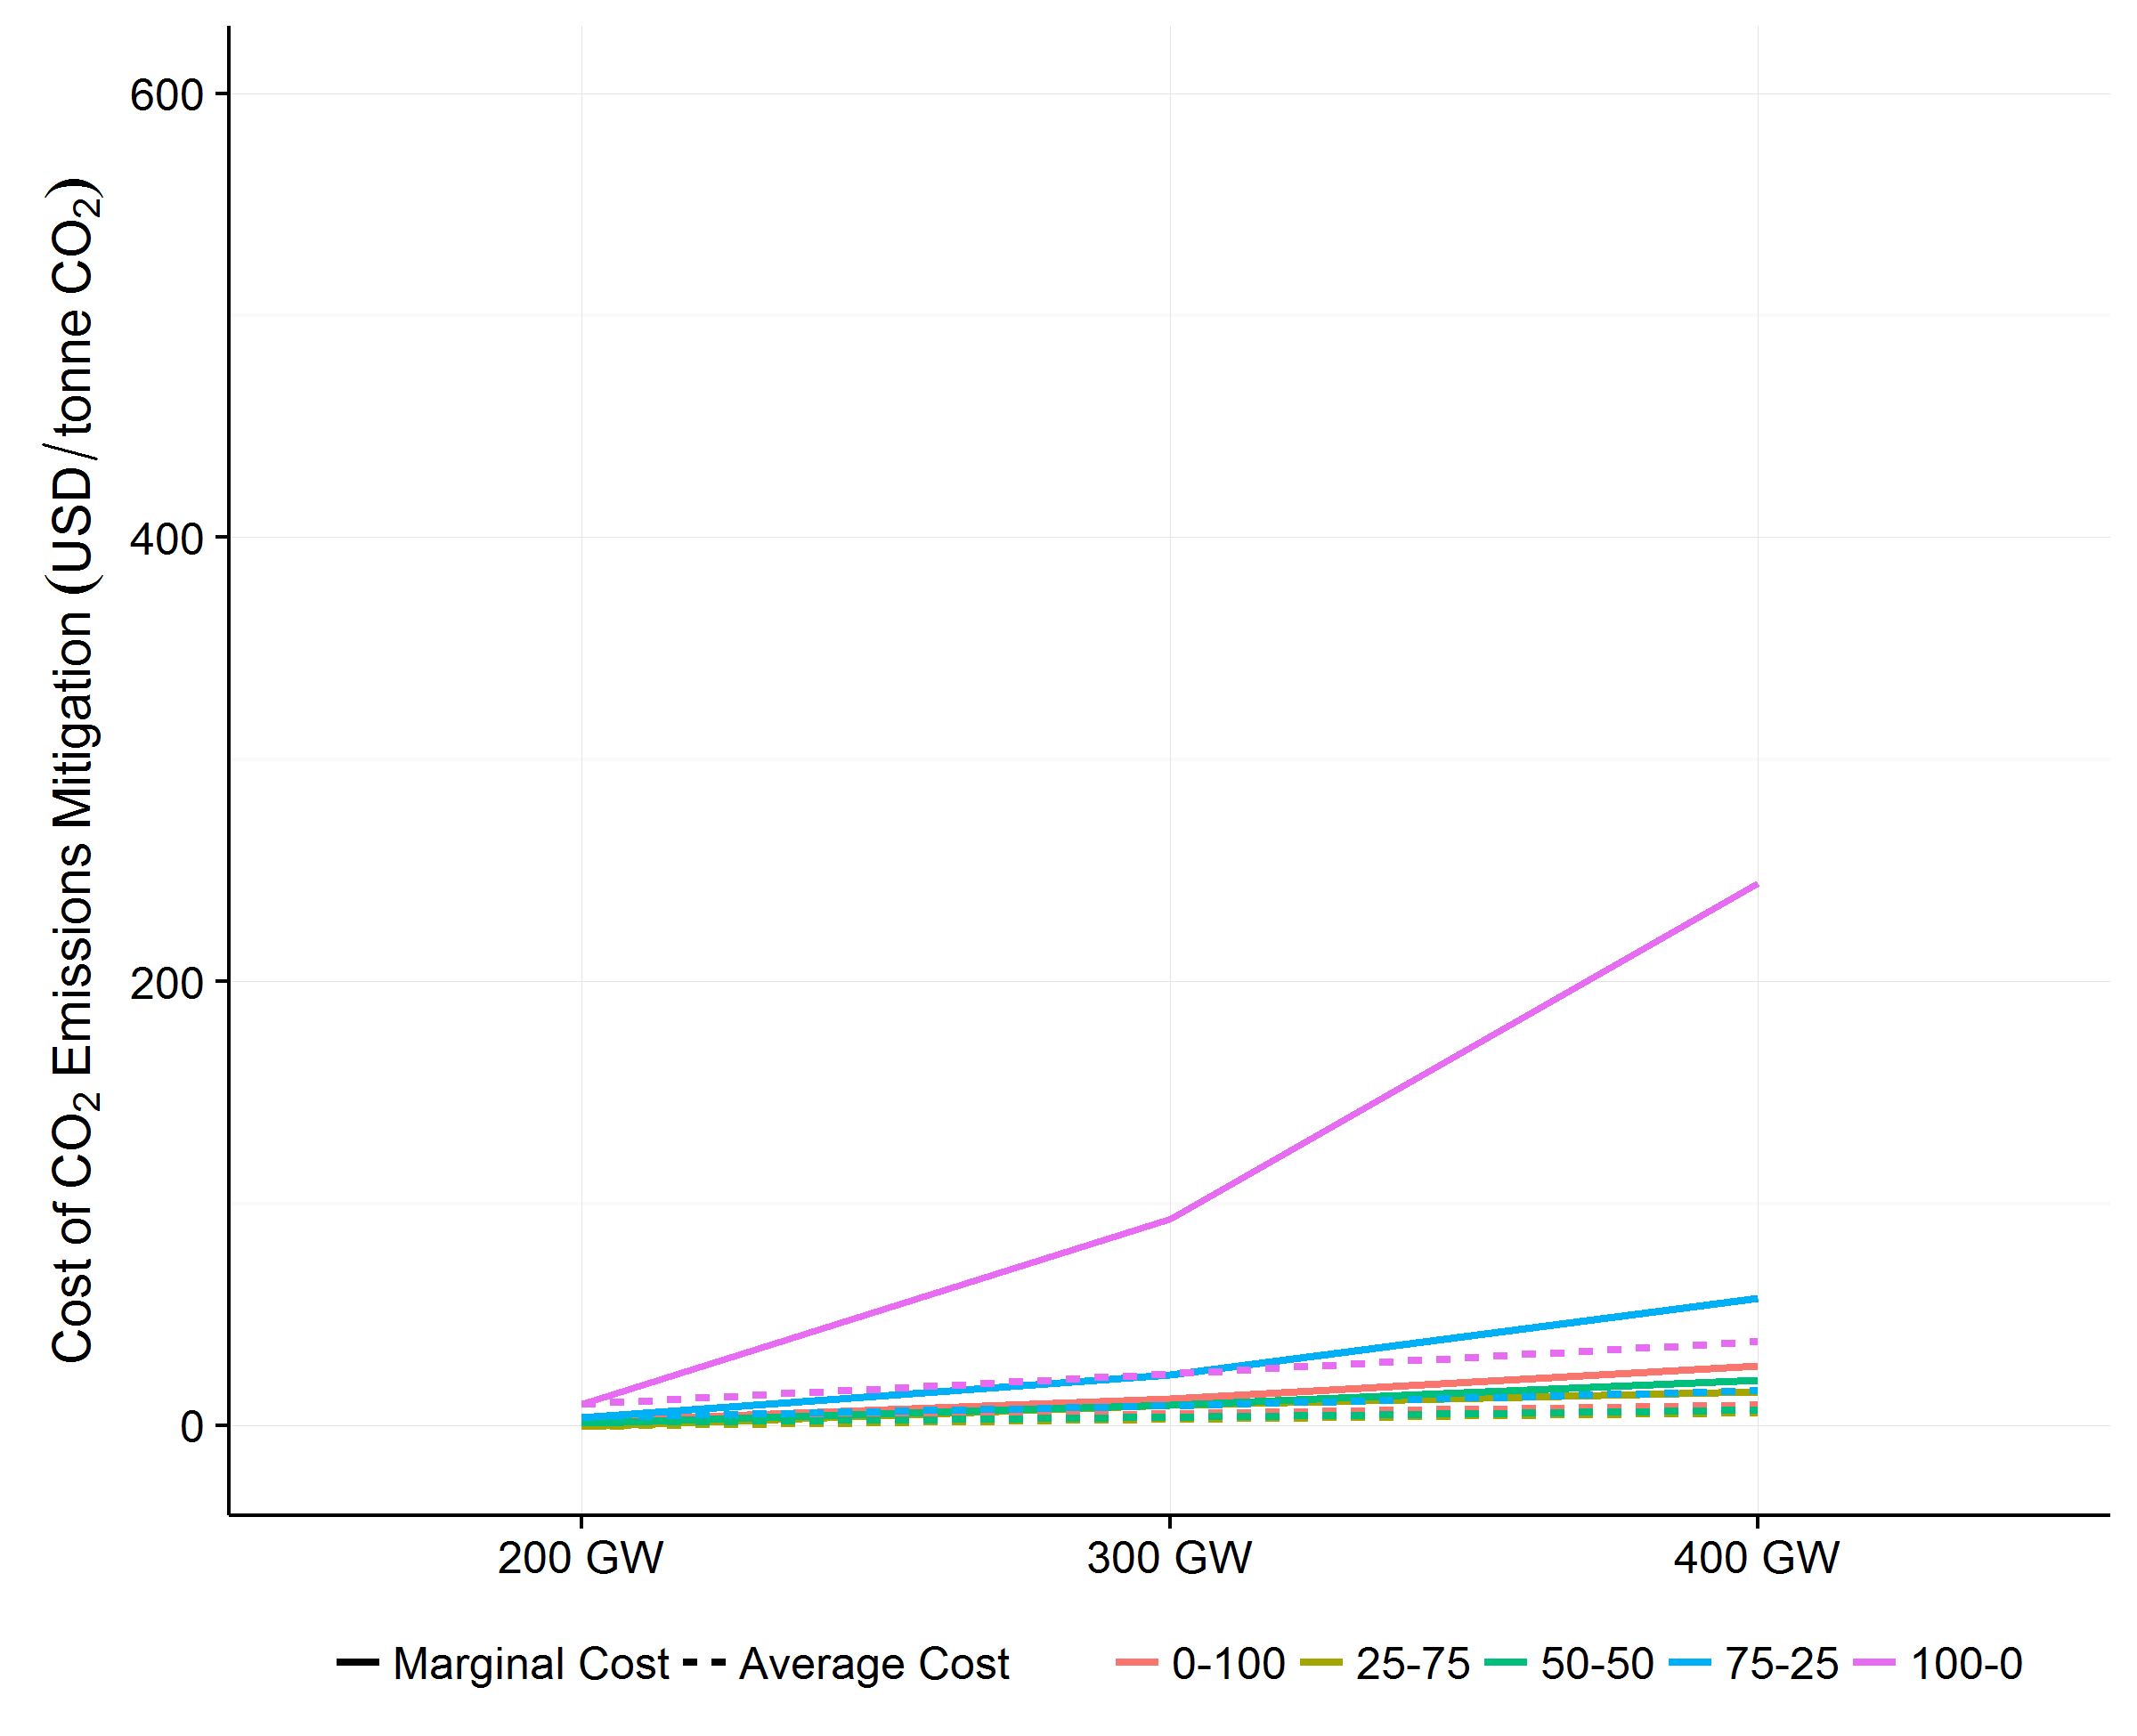 Cost of CO₂ Emissions Mitigation (USD/tonne CO₂)
600
400
200
0
200 GW 300 GW 400 GW
Marginal Cost Average Cost 0-100 25-75 50-50 75-25 100-0